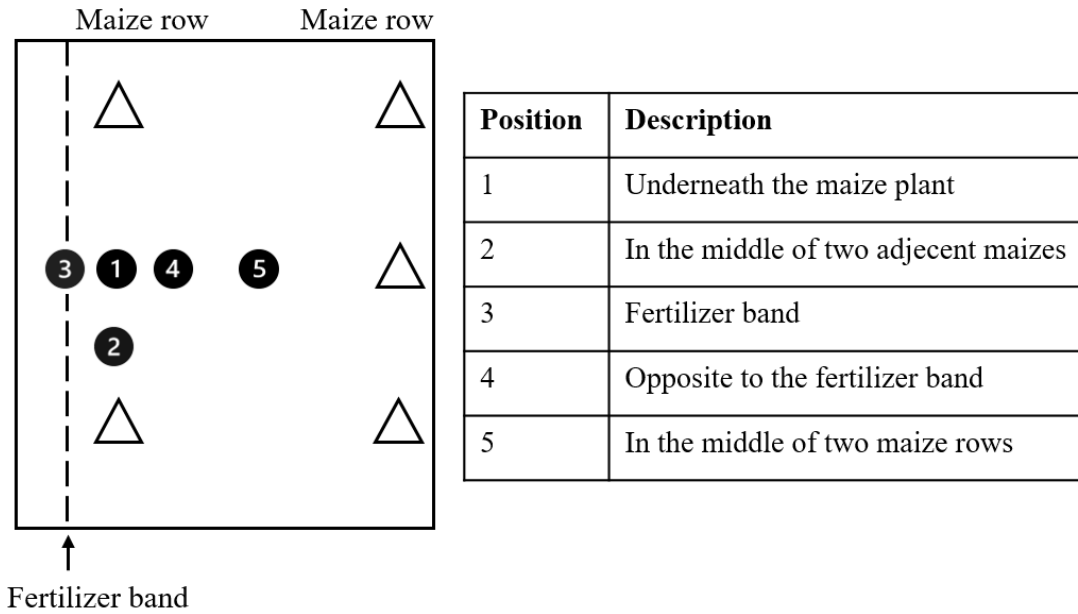 Maize row Maize row
3 1 4 5
2
Fertilizer band
Position Description
1 Underneath the maize plant
2 In the middle of two adjecent maizes
3 Fertilizer band
4 Opposite to the fertilizer band
5 In the middle of two maize rows